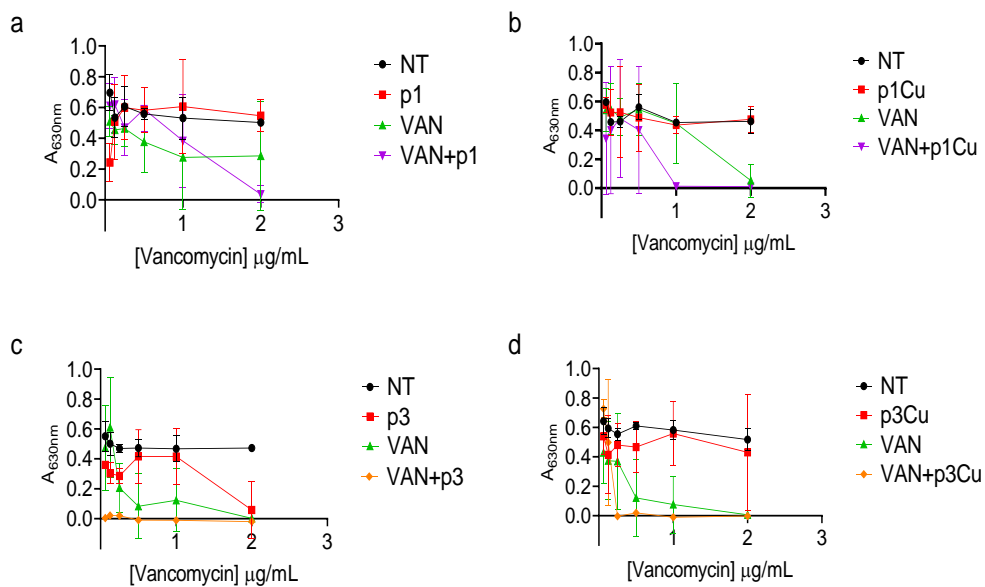 a
A630nm
1.0
0.8
0.6
0.4
0.2
0.0
1
2
3
[Vancomycin] μg/mL
NT
p1
VAN
VAN+p1
b
A630nm
1.0
0.8
0.6
0.4
0.2
0.0
1
2
3
[Vancomycin] μg/mL
NT
p1Cu
VAN
VAN+p1Cu
c
A630nm
1.0
0.8
0.6
0.4
0.2
0.0
1
2
3
[Vancomycin] μg/mL
NT
p3
VAN
VAN+p3
d
A630nm
1.0
0.8
0.6
0.4
0.2
0.0
1
2
3
[Vancomycin] μg/mL
NT
p3Cu
VAN
VAN+p3Cu